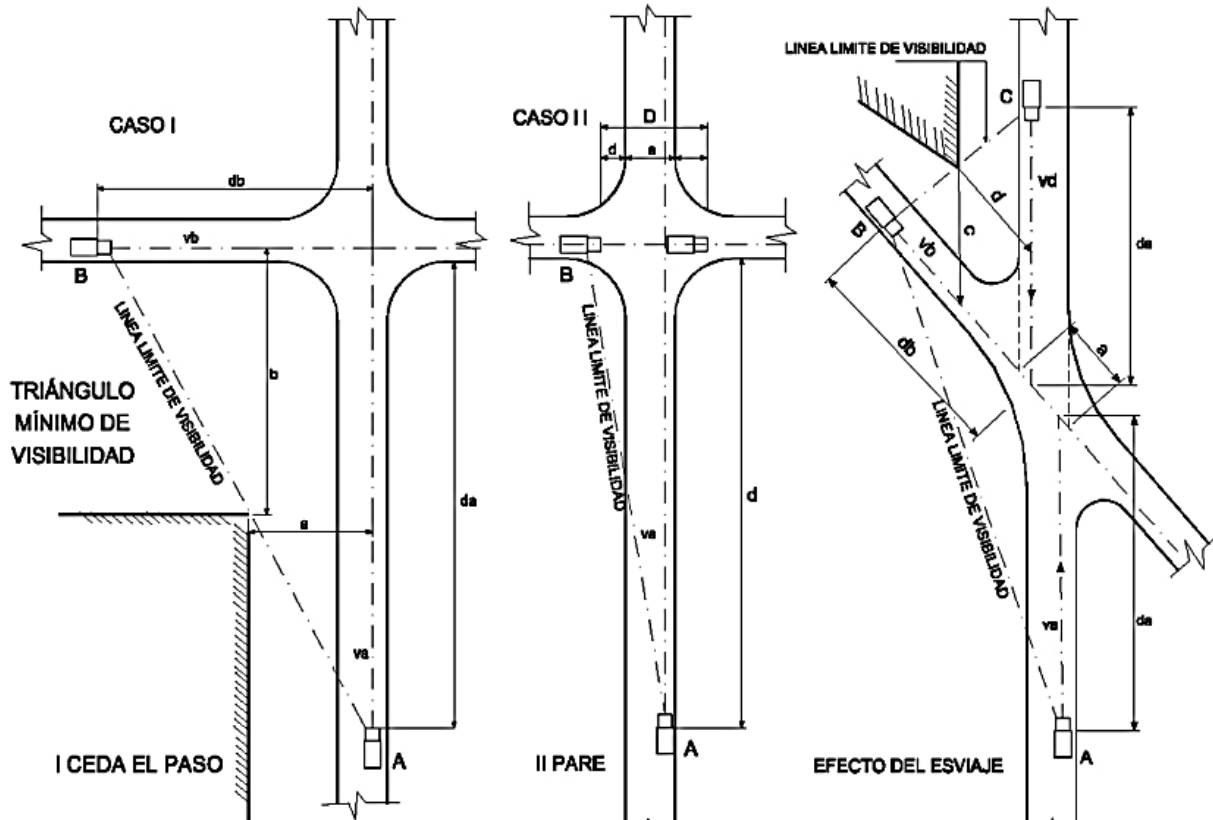 CASO I
db
vb
B
LINEA LIMITE DE VISIBILIDAD
b
TRIÁNGULO
MÍNIMO DE
VISIBILIDAD
a
da
va
A
I CEDA EL PASO
CASO II
D
d
a
B
LINEA LIMITE DE VISIBILIDAD
d
va
A
II PARE
LINEA LIMITE DE VISIBILIDAD
C
vd
d
c
da
B
vb
db
a
LINEA LIMITE DE VISIBILIDAD
va
da
A
EFECTO DEL ESVIAJE